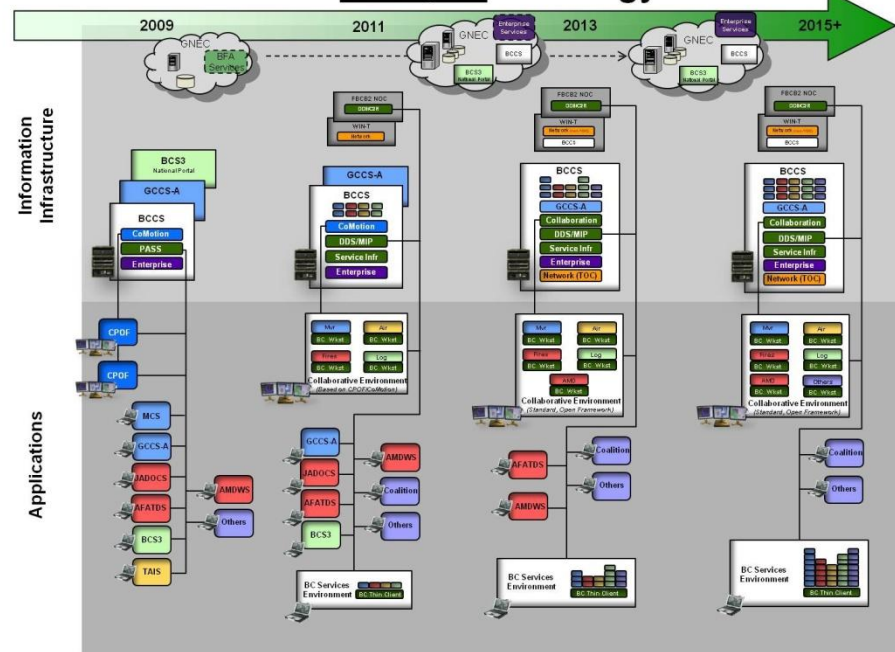 2009
2011
2013
2015+
GNEC
BFA
Services
GNEC
Enterprise
Services
BCCS
BCS3
National Portal
GNEC
Enterprise
Services
BCCS
BCS3
National Portal
Information
Infrastructure
BCS3
National Portal
GCCS-A
BCCS
CoMotion
PASS
Enterprise
FBCB2 NOC
WIN-T
Network
GCCS-A
BCCS
CoMotion
DDS/MIP
Service Infr
Enterprise
FBCB2 NOC
WIN-T
Network
BCCS
BCCS
GCCS-A
Collaboration
DDS/MIP
Service Infr
Enterprise
Network (TOC)
FBCB2 NOC
WIN-T
Network
BCCS
BCCS
GCCS-A
Collaboration
DDS/MIP
Service Infr
Enterprise
Network (TOC)
Applications
CPOF
CPOF
MCS
GCCS-A
JADOCS
AFATDS
BCS3
TAIS
AMDWS
Others
Mvr
BC Wkst
Air
BC Wkst
Fires
BC Wkst
Log
BC Wkst
Collaborative Environment
(Based on CPOF/CoMotion)
GCCS-A
JADOCS
AFATDS
BCS3
AMDWS
Coalition
Others
BC Services
Environment
BC Thin Client
Mvr
BC Wkst
Air
BC Wkst
Fires
BC Wkst
Log
BC Wkst
AMD
BC Wkst
Collaborative Environment
(Standard, Open Framework)
AFATDS
AMDWS
Coalition
Others
BC Services
Environment
BC Thin Client
Mvr
BC Wkst
Air
BC Wkst
Fires
BC Wkst
Log
BC Wkst
AMD
BC Wkst
Others
BC Wkst
Collaborative Environment
(Standard, Open Framework)
Coalition
Others
BC Services
Environment
BC Thin Client